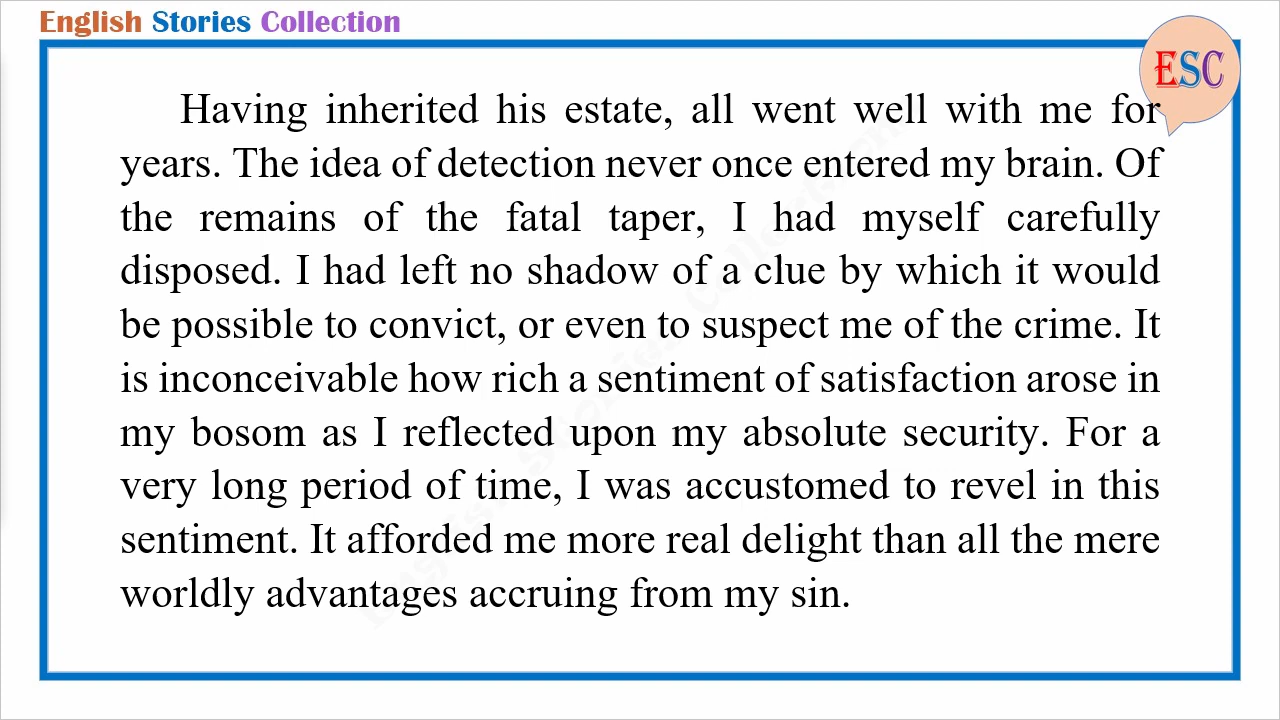 English Stories Collection
ESC
Having inherited his estate, all went well with me for
years. The idea of detection never once entered my brain. Of
the remains of the fatal taper, I had myself carefully
disposed. I had left no shadow of a clue by which it would
be possible to convict, or even to suspect me of the crime. It
is inconceivable how rich a sentiment of satisfaction arose in
my bosom as I reflected upon my absolute security. For a
very long period of time, I was accustomed to revel in this
sentiment. It afforded me more real delight than all the mere
worldly advantages accruing from my sin.